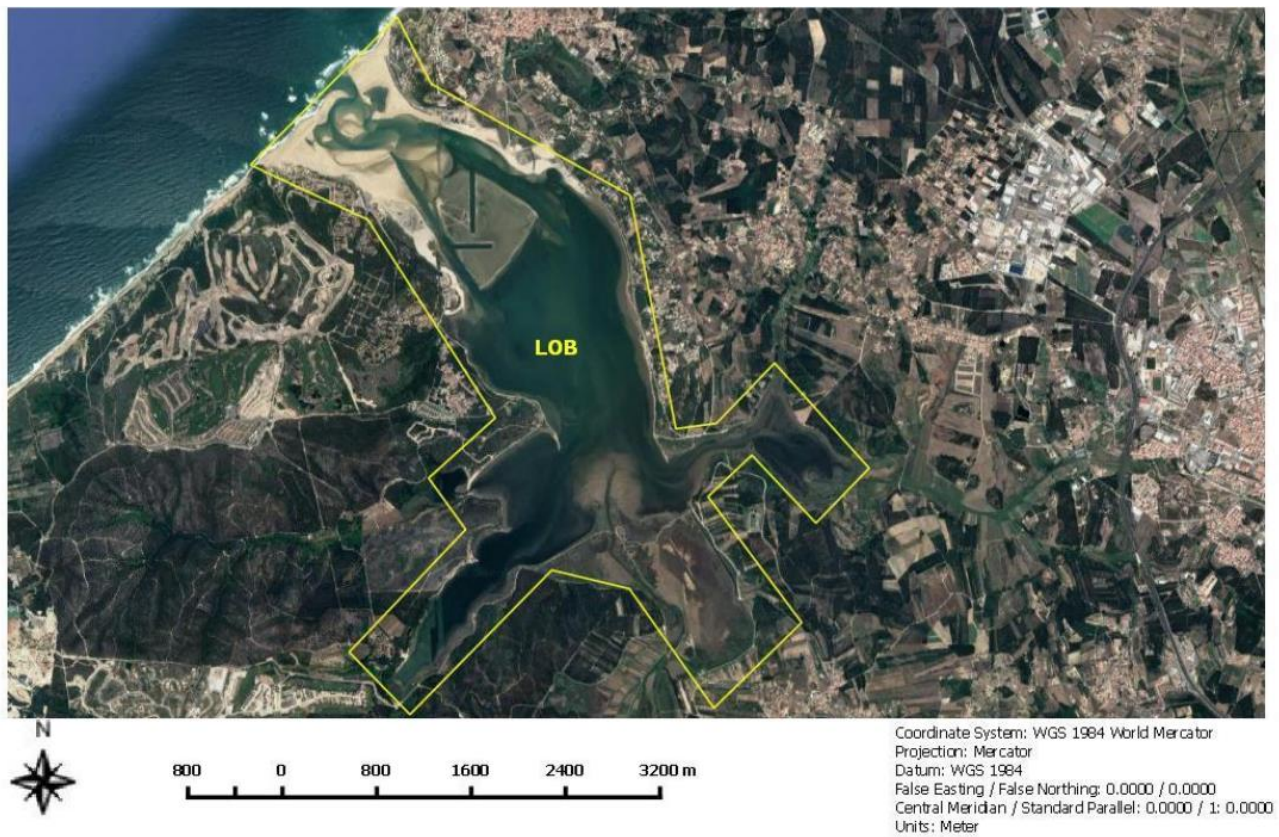 LOB
N
800 0 800 1600 2400 3200 m
Coordinate System: WGS 1984 World Mercator
Projection: Mercator
Datum: WGS 1984
False Easting / False Northing: 0.0000 / 0.0000
Central Meridian / Standard Parallel: 0.0000 / 1: 0.0000
Units: Meter